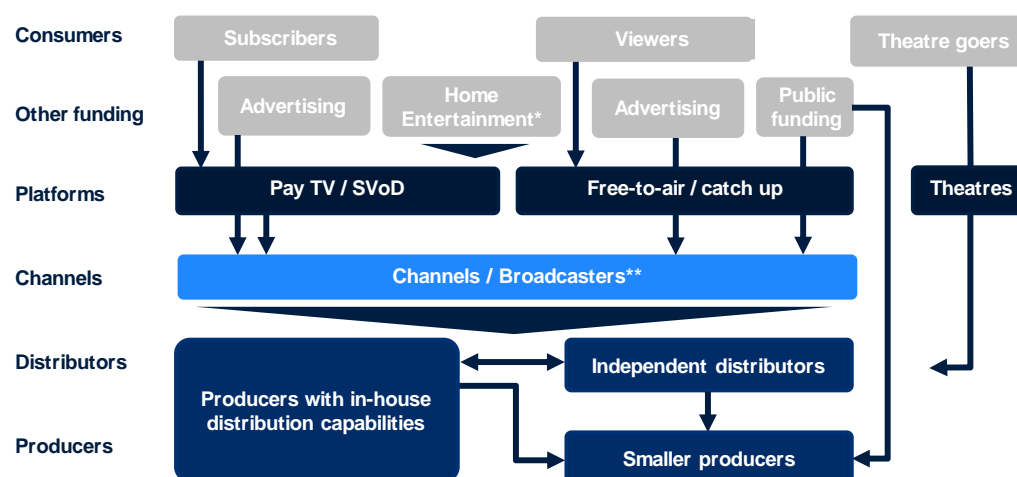 Consumers
Subscribers
Viewers
Theatre goers
Other funding
Advertising
Home
Entertainment*
Advertising
Public
funding
Platforms
Pay TV / SVoD
Free-to-air / catch up
Theatres
Channels
Channels / Broadcasters**
Distributors
Independent distributors
Producers with in-house
distribution capabilities
Producers
Smaller producers